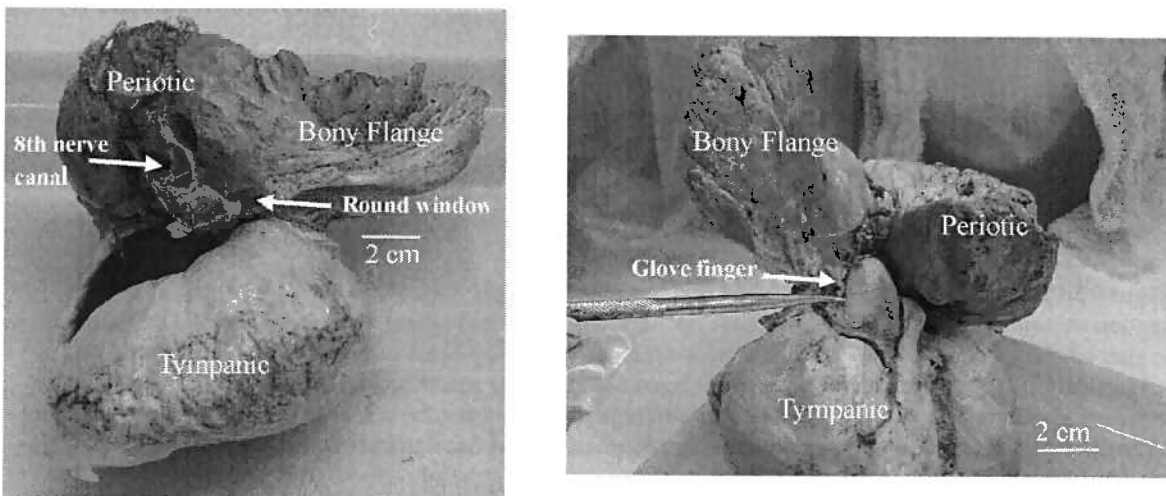 Periotic
Bony Flange
8th nerve
canal
Round window
2 cm
Tympanic
Bony Flange
Periotic
Glove finger
Tympanic
2 cm